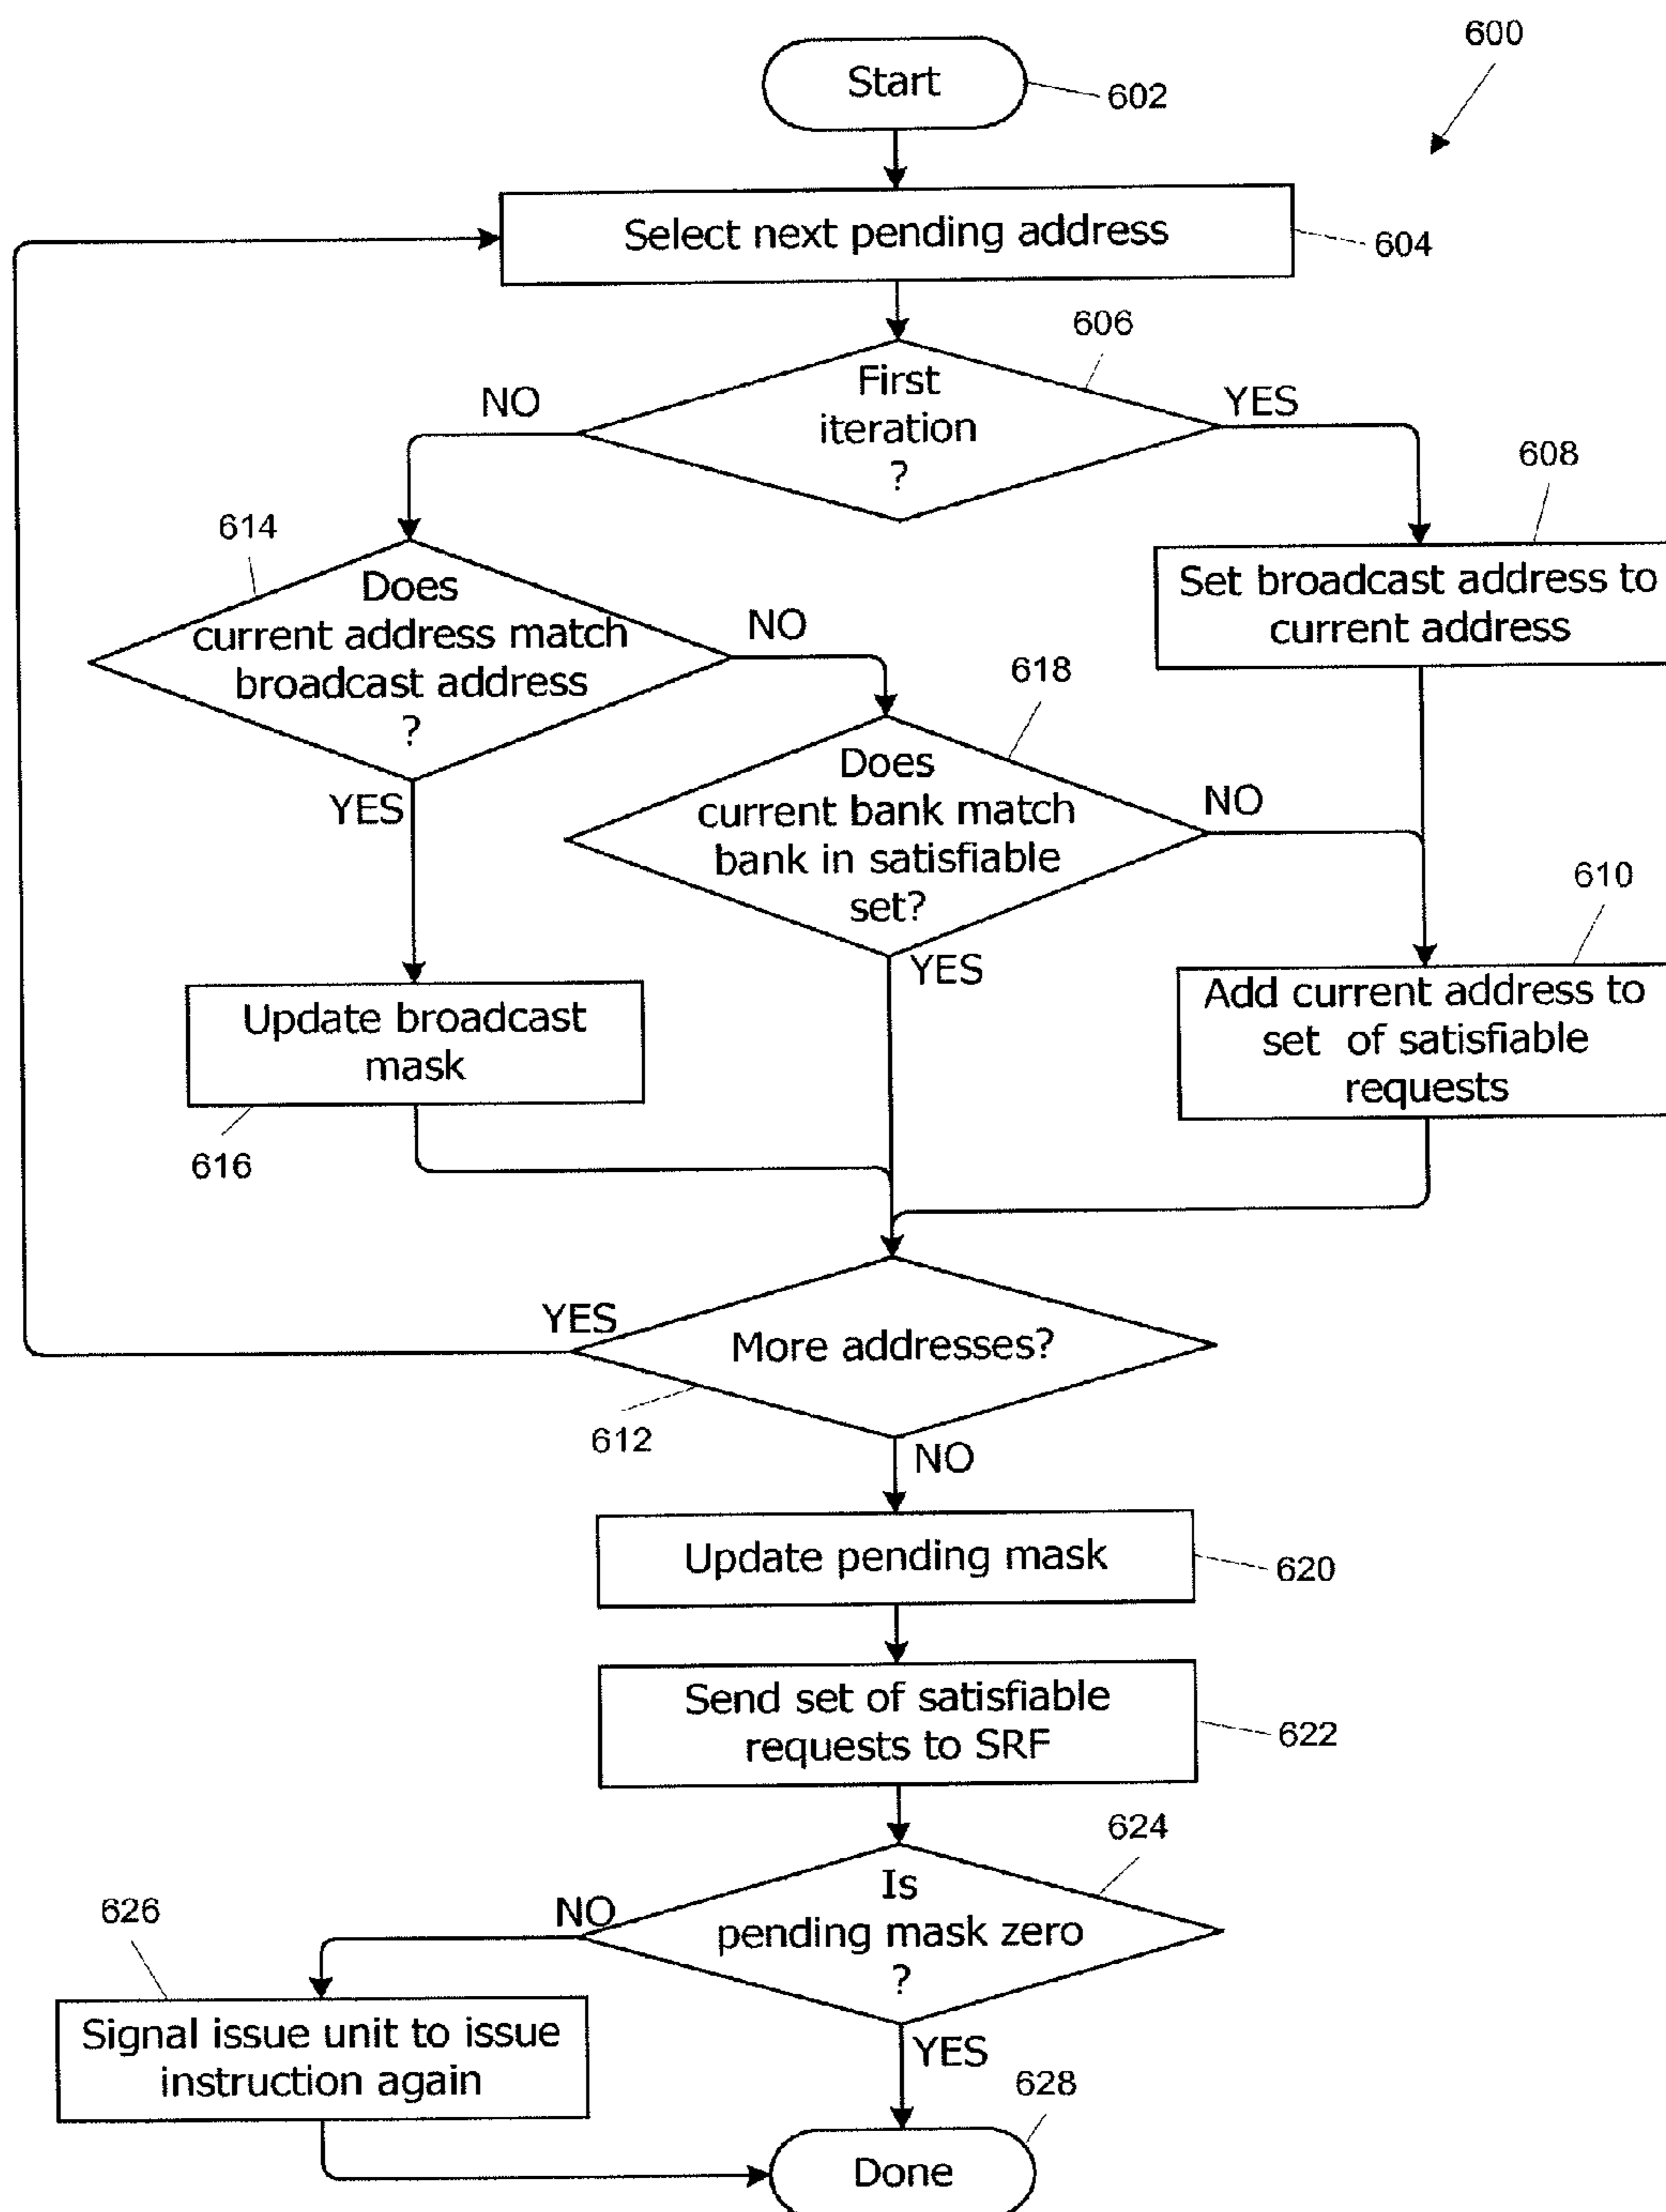 600
Start
602
Select next pending address
604
606
First
iteration
?
NO
YES
608
Set broadcast address to
current address
614
Does
current address match
broadcast address
?
NO
YES
618
Does
current bank match
bank in satisfiable
set?
NO
YES
610
Add current address to
set of satisfiable
requests
Update broadcast
mask
616
More addresses?
YES
612
NO
Update pending mask
620
Send set of satisfiable
requests to SRF
622
624
Is
pending mask zero
?
NO
626
Signal issue unit to issue
instruction again
YES
628
Done